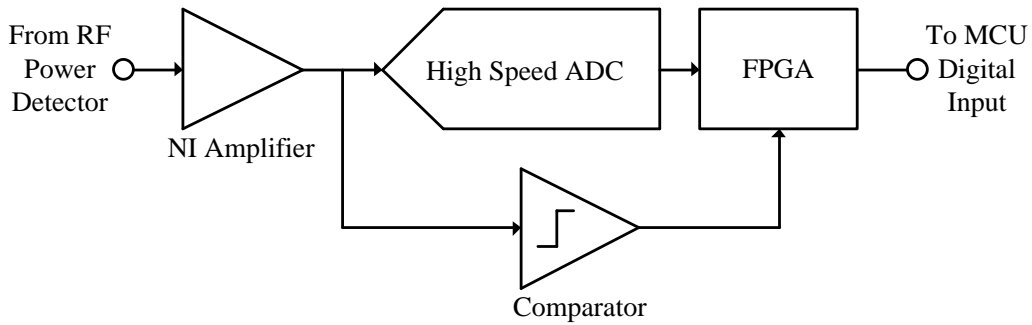 From RF
Power
Detector
NI Amplifier
High Speed ADC
FPGA
To MCU
Digital
Input
Comparator